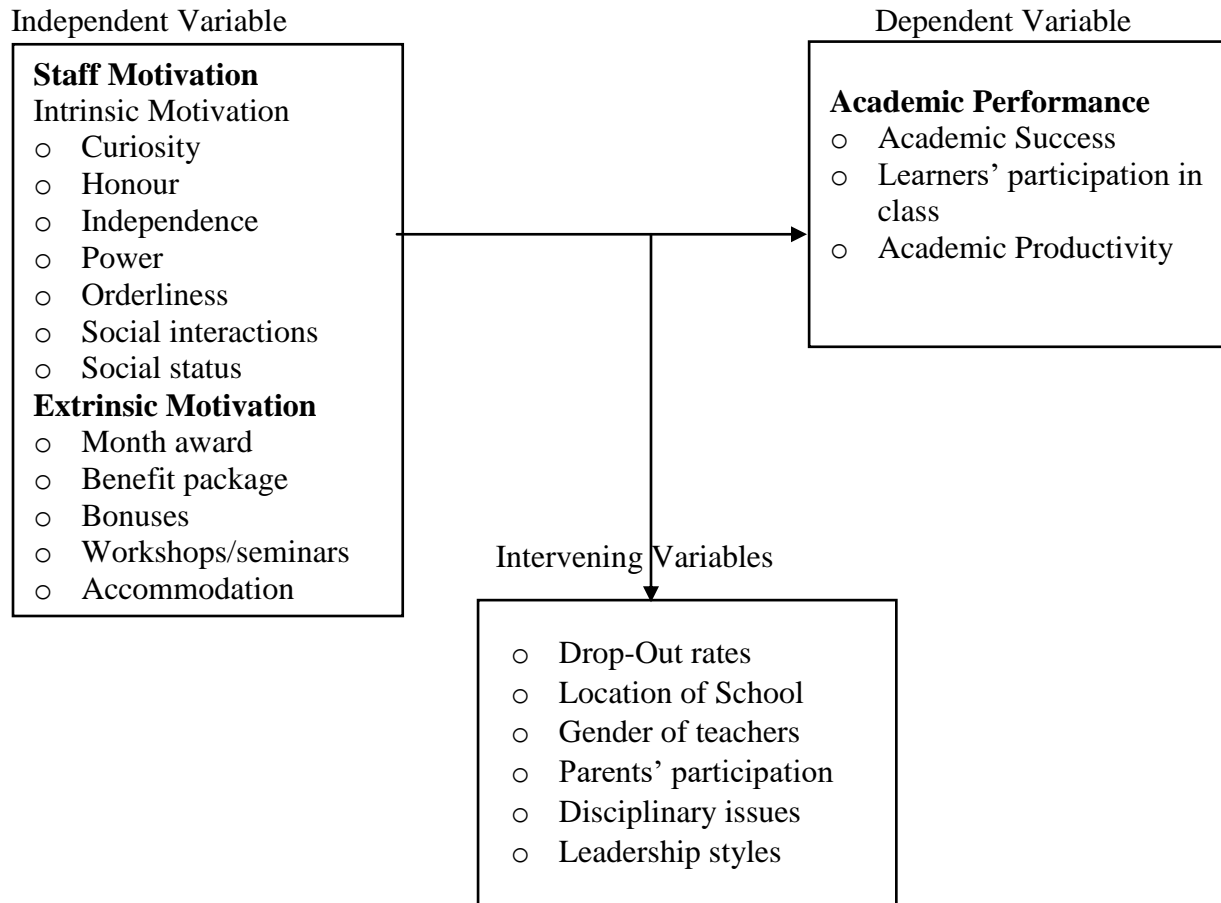 Independent Variable
Staff Motivation
Intrinsic Motivation
o Curiosity
o Honour
o Independence
o Power
o Orderliness
o Social interactions
o Social status
Extrinsic Motivation
o Month award
o Benefit package
o Bonuses
o Workshops/seminars
o Accommodation
Dependent Variable
Academic Performance
o Academic Success
o Learners’ participation in
class
o Academic Productivity
Intervening Variables
o Drop-Out rates
o Location of School
o Gender of teachers
o Parents’ participation
o Disciplinary issues
o Leadership styles